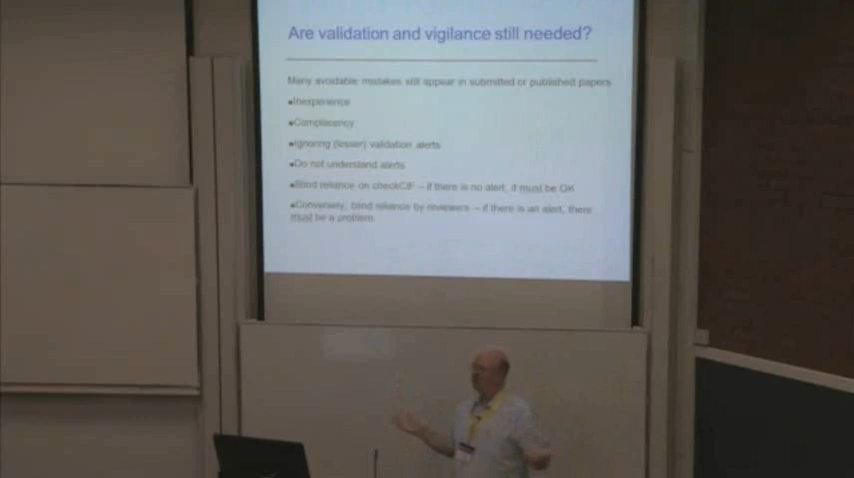 Are validation and vigilance still needed?
Many avoidable mistakes still appear in submitted or published papers
•Inexperience
•Complacency
•Ignoring (lesser) validation alerts
•Do not understand alerts
•Blind reliance on checkCIF – if there is no alert, it must be OK
•Conversely, blind reliance by reviewers – if there is an alert, there
must be a problem